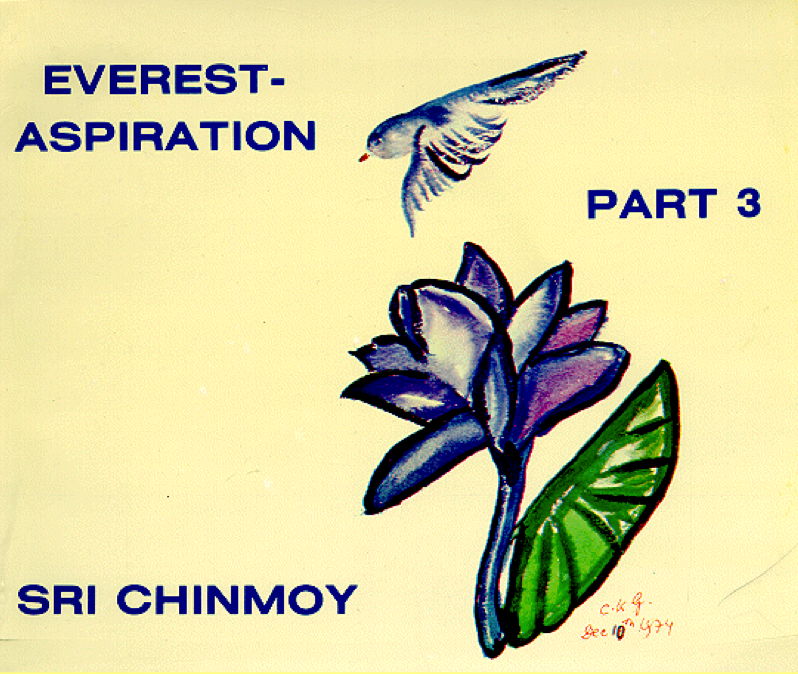 EVEREST-
ASPIRATION
PART 3
SRI CHINMOY
C.K.G.
Dec 10th 1974